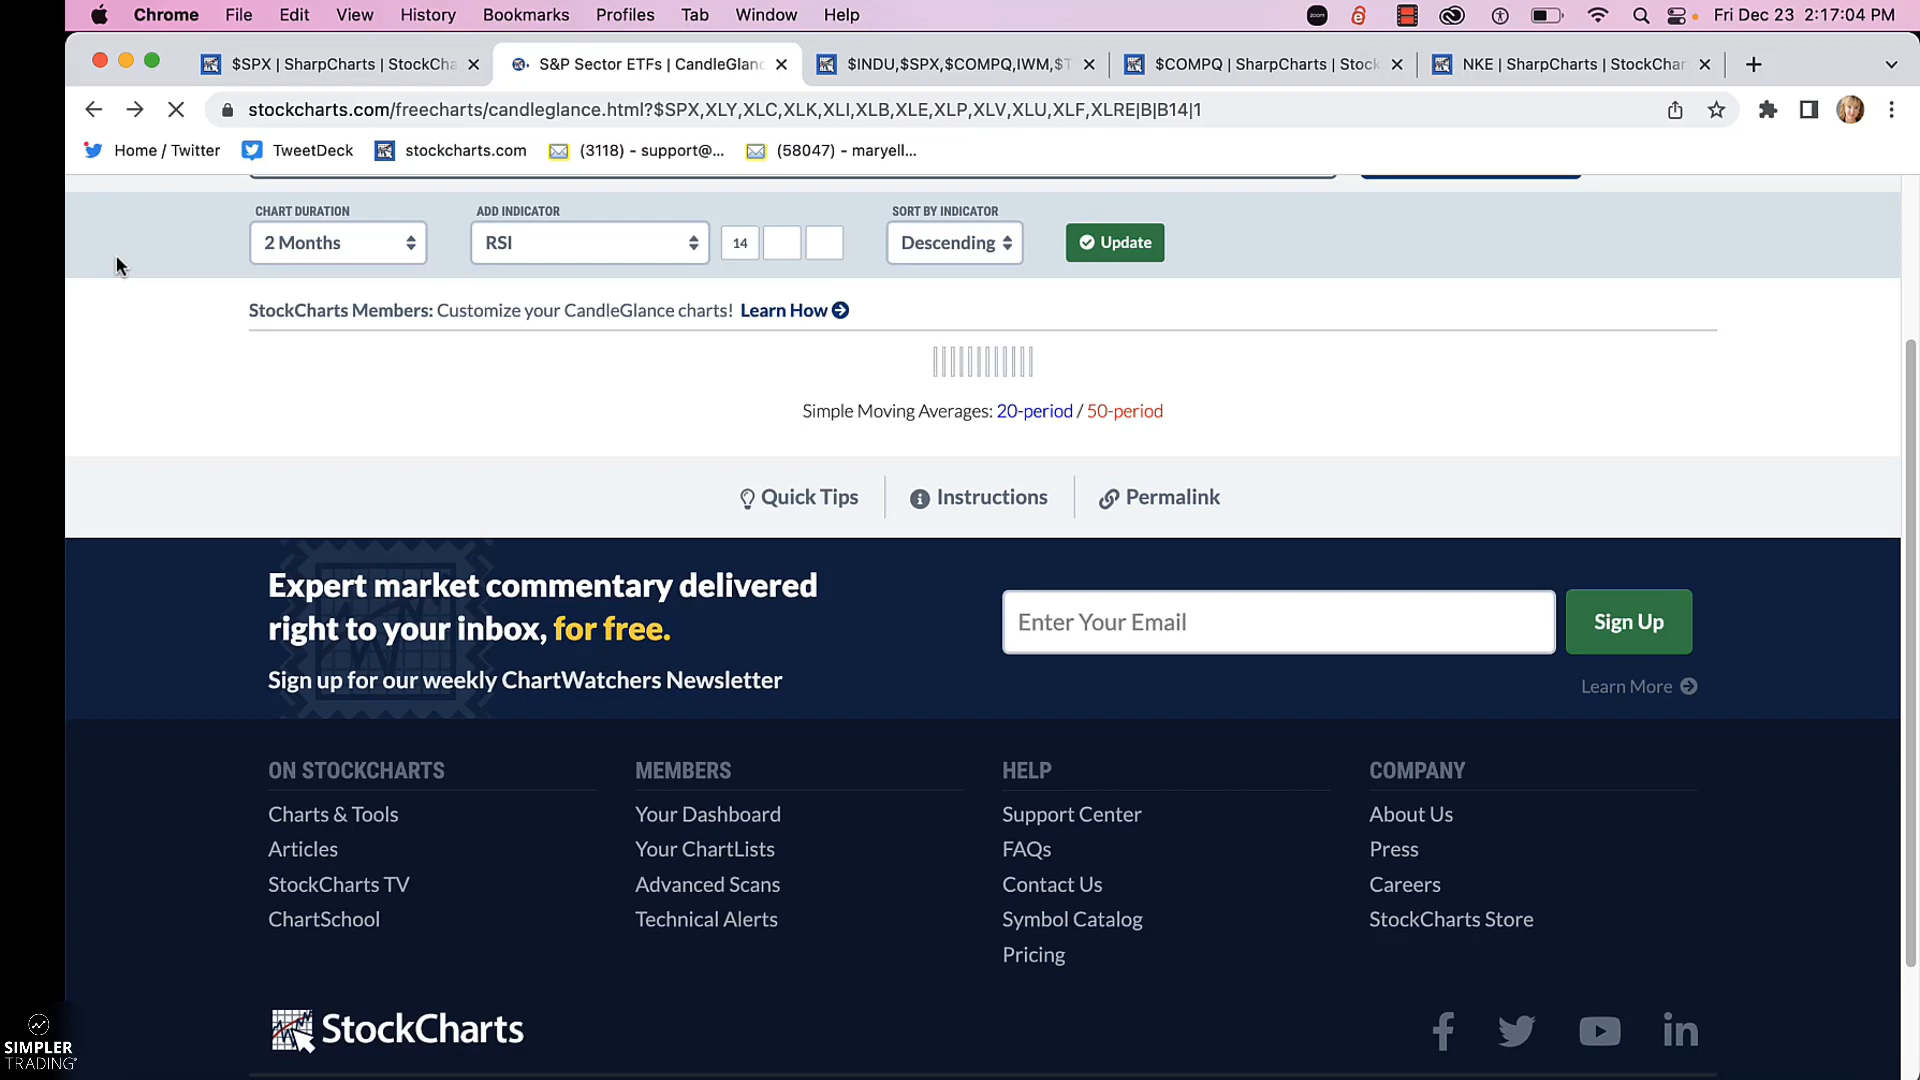 Chrome File Edit View History Bookmarks Profiles Tab Window Help zoom Fri Dec 23 2:17:04 PM
$SPX | SharpCharts | StockCha S&P Sector ETFs | CandleGlanc $INDU,$SPX,$COMPQ,IWM,$T $COMPQ | SharpCharts | Stock NKE | SharpCharts | StockChar
stockcharts.com/freecharts/candleglance.html?$SPX,XLY,XLC,XLK,XLI,XLB,XLE,XLP,XLV,XLU,XLF,XLRE|B|B14|1
Home / Twitter TweetDeck stockcharts.com (3118) - support@... (58047) - maryell...
CHART DURATION ADD INDICATOR SORT BY INDICATOR
2 Months RSI 14 Descending Update
StockCharts Members: Customize your CandleGlance charts! Learn How
Simple Moving Averages: 20-period / 50-period
Quick Tips Instructions Permalink
Expert market commentary delivered
right to your inbox, for free.
Sign up for our weekly ChartWatchers Newsletter
Enter Your Email Sign Up
Learn More
ON STOCKCHARTS MEMBERS HELP COMPANY
Charts & Tools Your Dashboard Support Center About Us
Articles Your ChartLists FAQs Press
StockCharts TV Advanced Scans Contact Us Careers
ChartSchool Technical Alerts Symbol Catalog StockCharts Store
Pricing
StockCharts
SIMPLER
TRADING